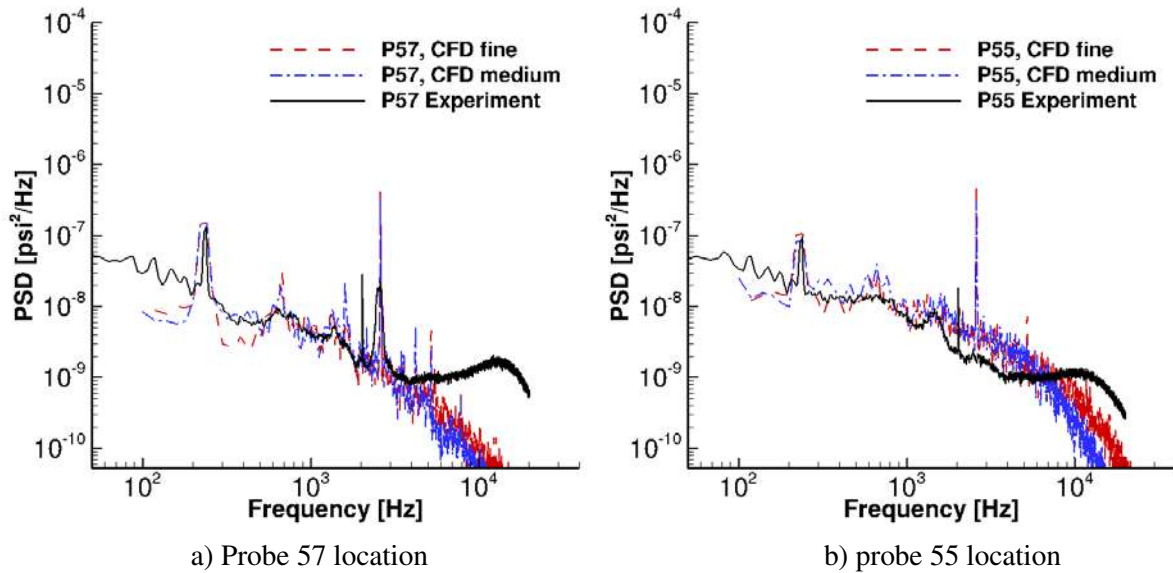 10⁻⁴
10⁻⁵
10⁻⁶
10⁻⁷
10⁻⁸
10⁻⁹
10⁻¹⁰
PSD [psi²/Hz]
P57, CFD fine
P57, CFD medium
P57 Experiment
10²
10³
10⁴
Frequency [Hz]
a) Probe 57 location
10⁻⁴
10⁻⁵
10⁻⁶
10⁻⁷
10⁻⁸
10⁻⁹
10⁻¹⁰
PSD [psi²/Hz]
P55, CFD fine
P55, CFD medium
P55 Experiment
10²
10³
10⁴
Frequency [Hz]
b) probe 55 location